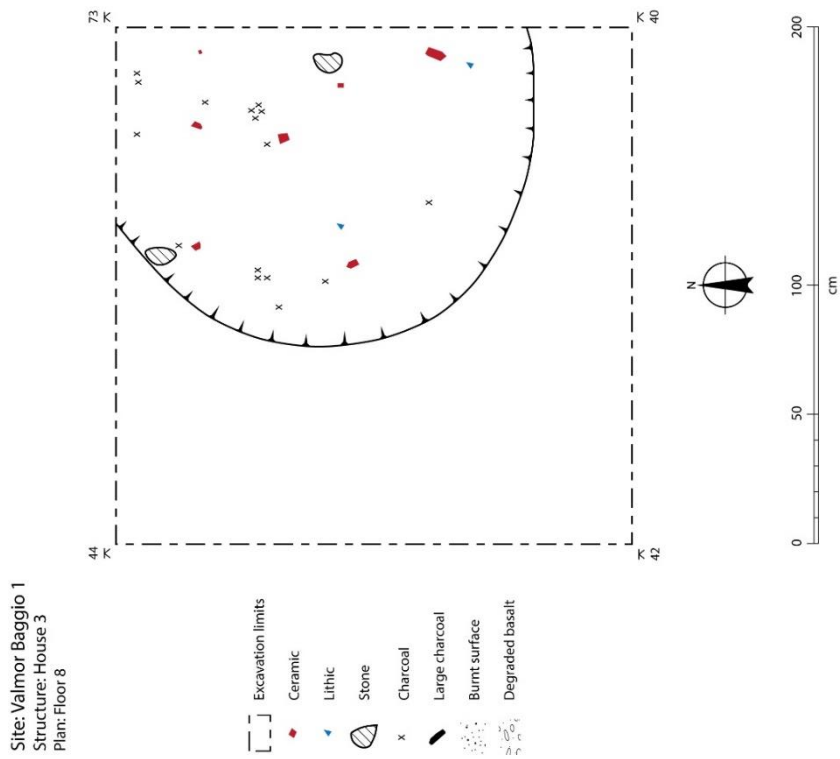 Site: Valmor Baggio 1
Structure: House 3
Plan: Floor 8
Excavation limits
Ceramic
Lithic
Stone
Charcoal
Large charcoal
Burnt surface
Degraded basalt
44
73
42
40
N
0
50
100
200
cm